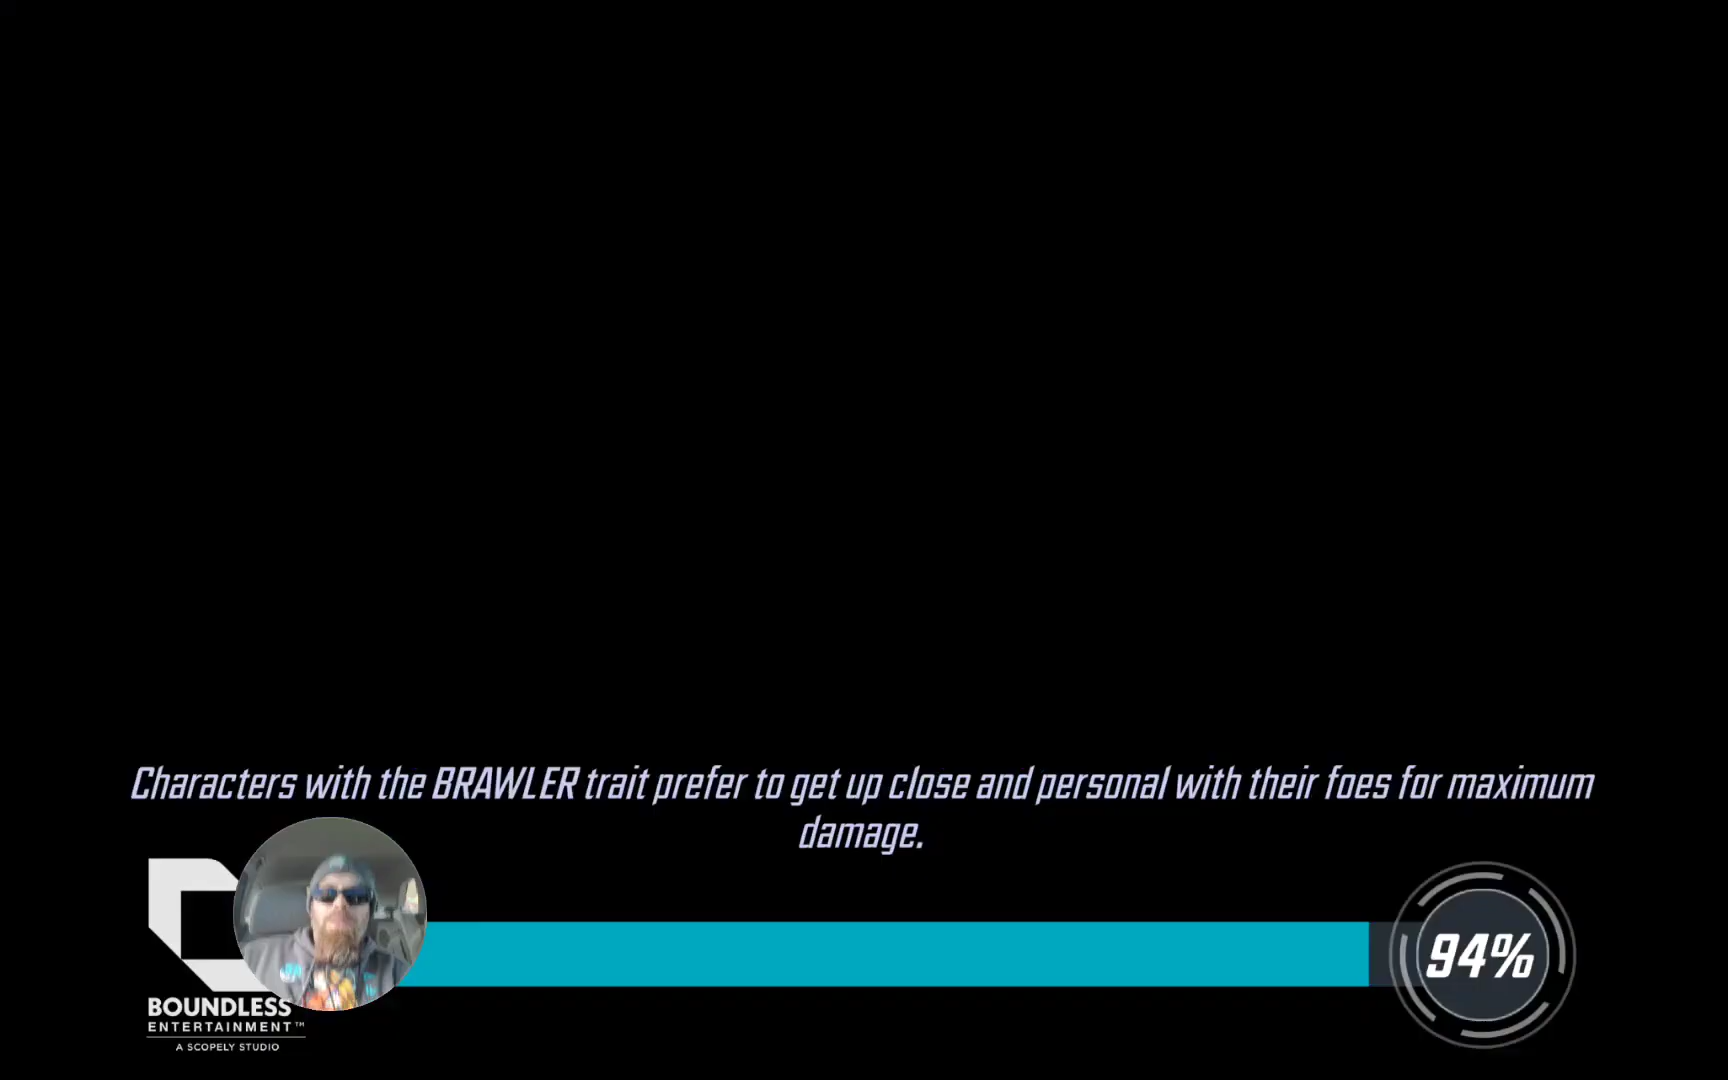 Characters with the BRAWLER trait prefer to get up close and personal with their foes for maximum
damage.
94%
BOUNDLESS
ENTERTAINMENT™
A SCOPELY STUDIO